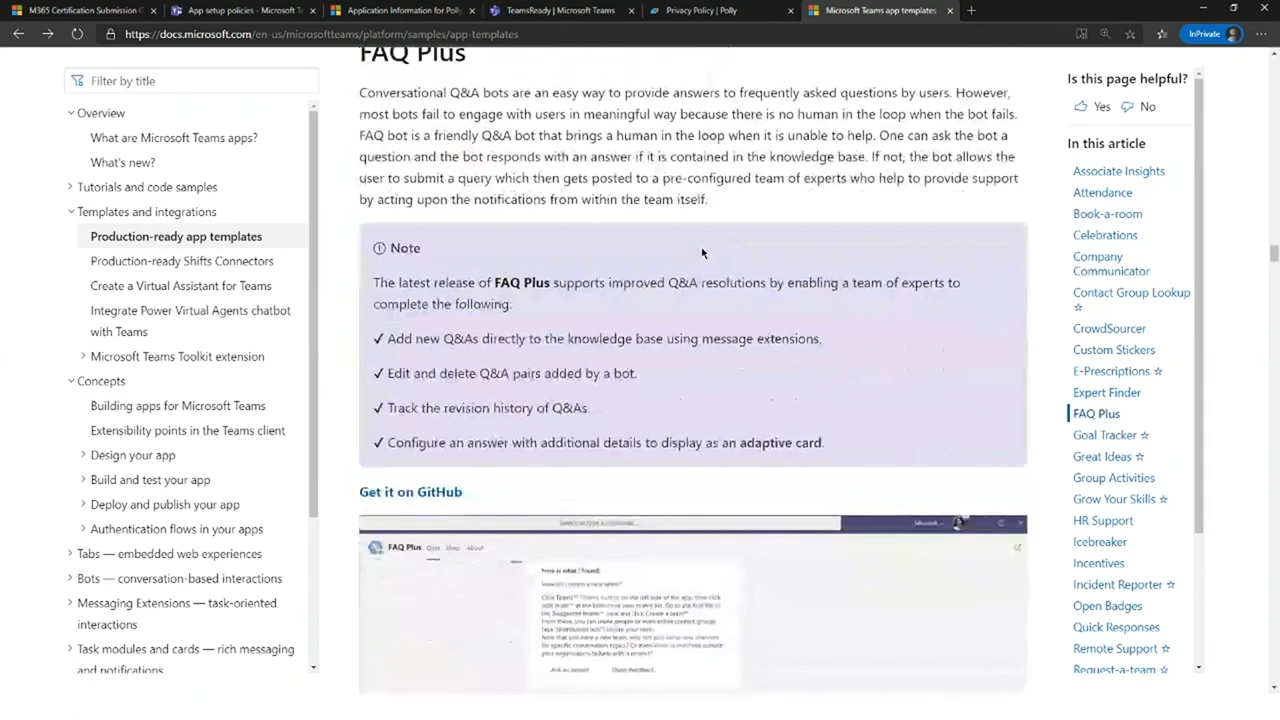 M365 Certification Submission G
App setup policies - Microsoft T
Application Information for Polly
TeamsReady | Microsoft Teams
Privacy Policy | Polly
Microsoft Teams app templates
https://docs.microsoft.com/en-us/microsoftteams/platform/samples/app-templates
InPrivate
Filter by title
Overview
What are Microsoft Teams apps?
What's new?
Tutorials and code samples
Templates and integrations
Production-ready app templates
Production-ready Shifts Connectors
Create a Virtual Assistant for Teams
Integrate Power Virtual Agents chatbot
with Teams
Microsoft Teams Toolkit extension
Concepts
Building apps for Microsoft Teams
Extensibility points in the Teams client
Design your app
Build and test your app
Deploy and publish your app
Authentication flows in your apps
Tabs — embedded web experiences
Bots — conversation-based interactions
Messaging Extensions — task-oriented
interactions
Task modules and cards — rich messaging
and notifications
FAQ Plus
Conversational Q&A bots are an easy way to provide answers to frequently asked questions by users. However,
most bots fail to engage with users in meaningful way because there is no human in the loop when the bot fails.
FAQ bot is a friendly Q&A bot that brings a human in the loop when it is unable to help. One can ask the bot a
question and the bot responds with an answer if it is contained in the knowledge base. If not, the bot allows the
user to submit a query which then gets posted to a pre-configured team of experts who help to provide support
by acting upon the notifications from within the team itself.
Note
The latest release of FAQ Plus supports improved Q&A resolutions by enabling a team of experts to
complete the following:
✓ Add new Q&As directly to the knowledge base using message extensions.
✓ Edit and delete Q&A pairs added by a bot.
✓ Track the revision history of Q&As.
✓ Configure an answer with additional details to display as an adaptive card.
Get it on GitHub
FAQ Plus
About
Is this page helpful?
Yes No
In this article
Associate Insights
Attendance
Book-a-room
Celebrations
Company
Communicator
Contact Group Lookup
☆
CrowdSourcer
Custom Stickers
E-Prescriptions ☆
Expert Finder
FAQ Plus
Goal Tracker ☆
Great Ideas ☆
Group Activities
Grow Your Skills ☆
HR Support
Icebreaker
Incentives
Incident Reporter ☆
Open Badges
Quick Responses
Remote Support ☆
Request-a-team ☆